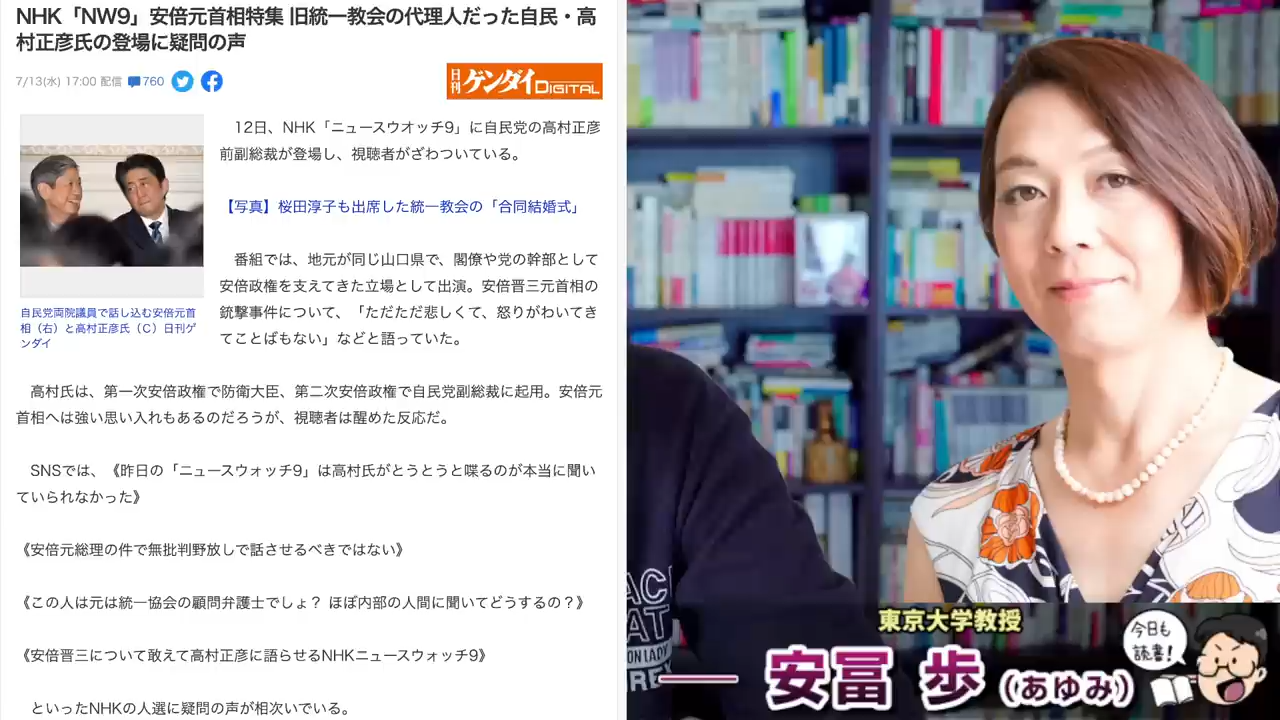 NHK「NW9」安倍元首相特集 旧統一教会の代理人だった自民・高
村正彦氏の登場に疑問の声
7/13(水) 17:00 配信 760
日刊ゲンダイDIGITAL
12日、NHK「ニュースウオッチ9」に自民党の高村正彦
前副総裁が登場し、視聴者がざわついている。
【写真】桜田淳子も出席した統一教会の「合同結婚式」
番組では、地元が同じ山口県で、閣僚や党の幹部として
安倍政権を支えてきた立場として出演。安倍晋三元首相の
銃撃事件について、「ただただ悲しくて、怒りがわいてき
てことばもない」などと語っていた。
自民党両院議員で話し込む安倍元首
相（右）と高村正彦氏（C）日刊ゲ
ンダイ
高村氏は、第一次安倍政権で防衛大臣、第二次安倍政権で自民党副総裁に起用。安倍元
首相へは強い思い入れもあるのだろうが、視聴者は醒めた反応だ。
SNSでは、《昨日の「ニュースウォッチ9」は高村氏がとうとうと喋るのが本当に聞い
ていられなかった》
《安倍元総理の件で無批判野放しで話させるべきではない》
《この人は元は統一協会の顧問弁護士でしょ？ ほぼ内部の人間に聞いてどうするの？》
《安倍晋三について敢えて高村正彦に語らせるNHKニュースウォッチ9》
といったNHKの人選に疑問の声が相次いでいる。
東京大学教授
安冨 歩（あゆみ）
今日も
読書！